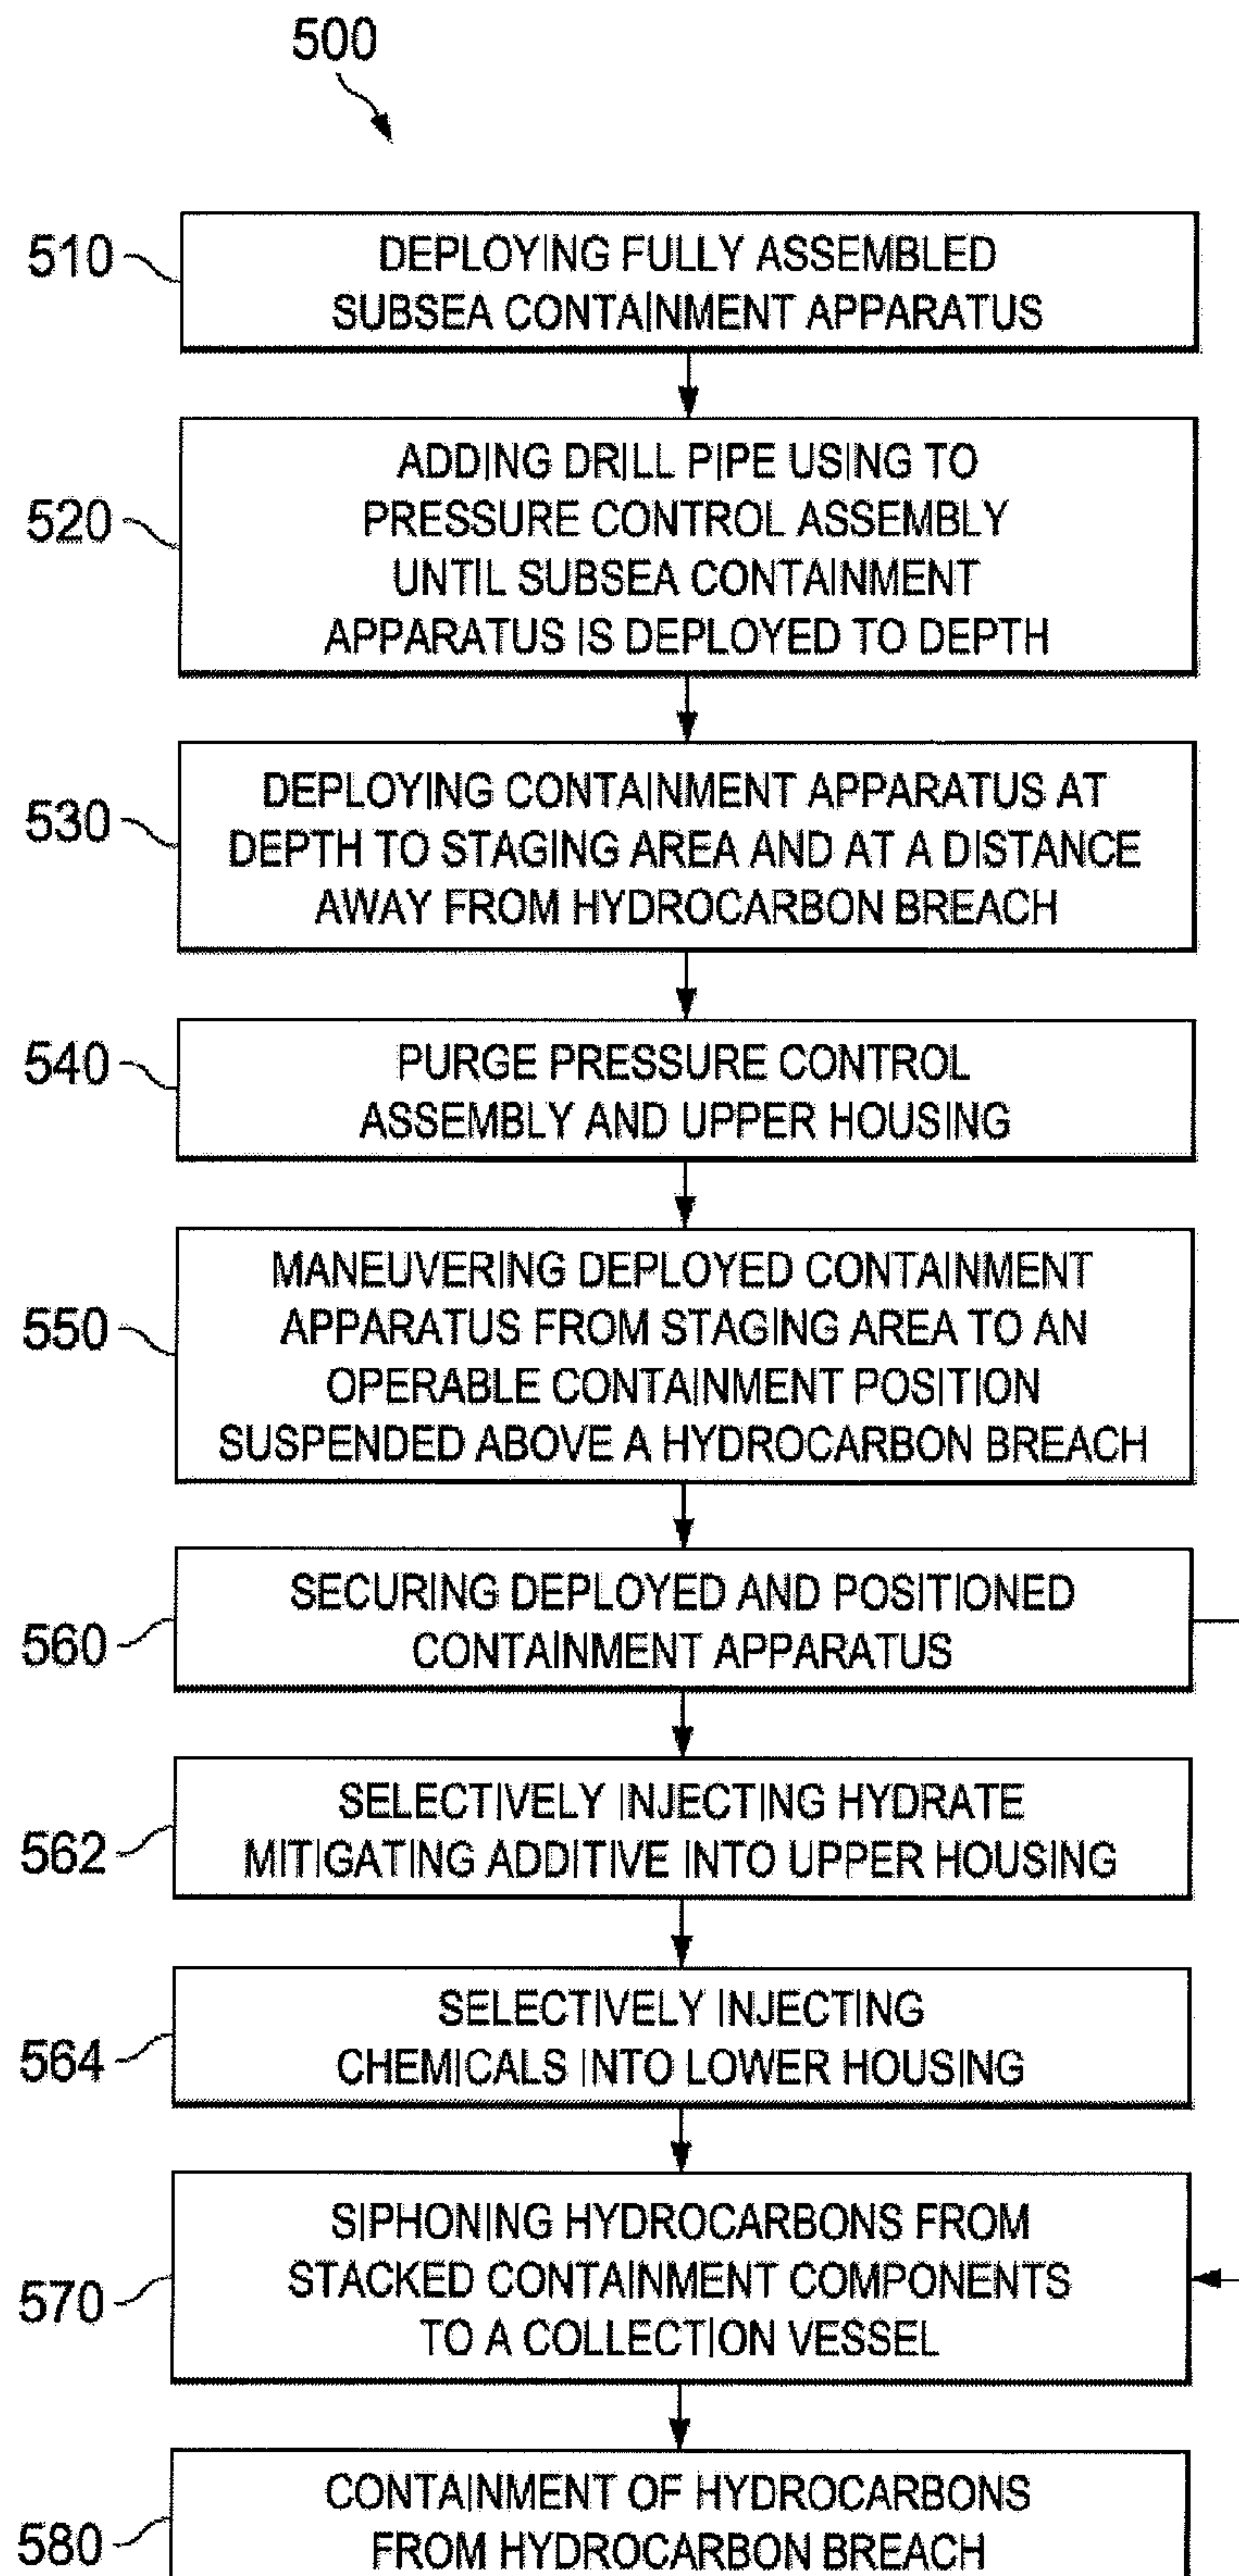 500
510
DEPLOYING FULLY ASSEMBLED
SUBSEA CONTAINMENT APPARATUS
520
ADDING DRILL PIPE USING TO
PRESSURE CONTROL ASSEMBLY
UNTIL SUBSEA CONTAINMENT
APPARATUS IS DEPLOYED TO DEPTH
530
DEPLOYING CONTAINMENT APPARATUS AT
DEPTH TO STAGING AREA AND AT A DISTANCE
AWAY FROM HYDROCARBON BREACH
540
PURGE PRESSURE CONTROL
ASSEMBLY AND UPPER HOUSING
550
MANEUVERING DEPLOYED CONTAINMENT
APPARATUS FROM STAGING AREA TO AN
OPERABLE CONTAINMENT POSITION
SUSPENDED ABOVE A HYDROCARBON BREACH
560
SECURING DEPLOYED AND POSITIONED
CONTAINMENT APPARATUS
562
SELECTIVELY INJECTING HYDRATE
MITIGATING ADDITIVE INTO UPPER HOUSING
564
SELECTIVELY INJECTING
CHEMICALS INTO LOWER HOUSING
570
SIPHONING HYDROCARBONS FROM
STACKED CONTAINMENT COMPONENTS
TO A COLLECTION VESSEL
580
CONTAINMENT OF HYDROCARBONS
FROM HYDROCARBON BREACH